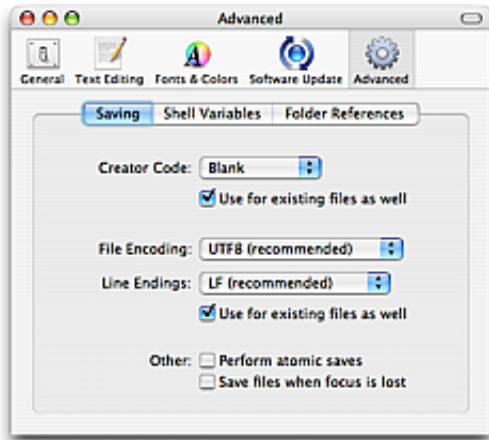 Advanced
General Text Editing Fonts & Colors Software Update Advanced
Saving Shell Variables Folder References
Creator Code: Blank
Use for existing files as well
File Encoding: UTF8 (recommended)
Line Endings: LF (recommended)
Use for existing files as well
Other: Perform atomic saves
Save files when focus is lost